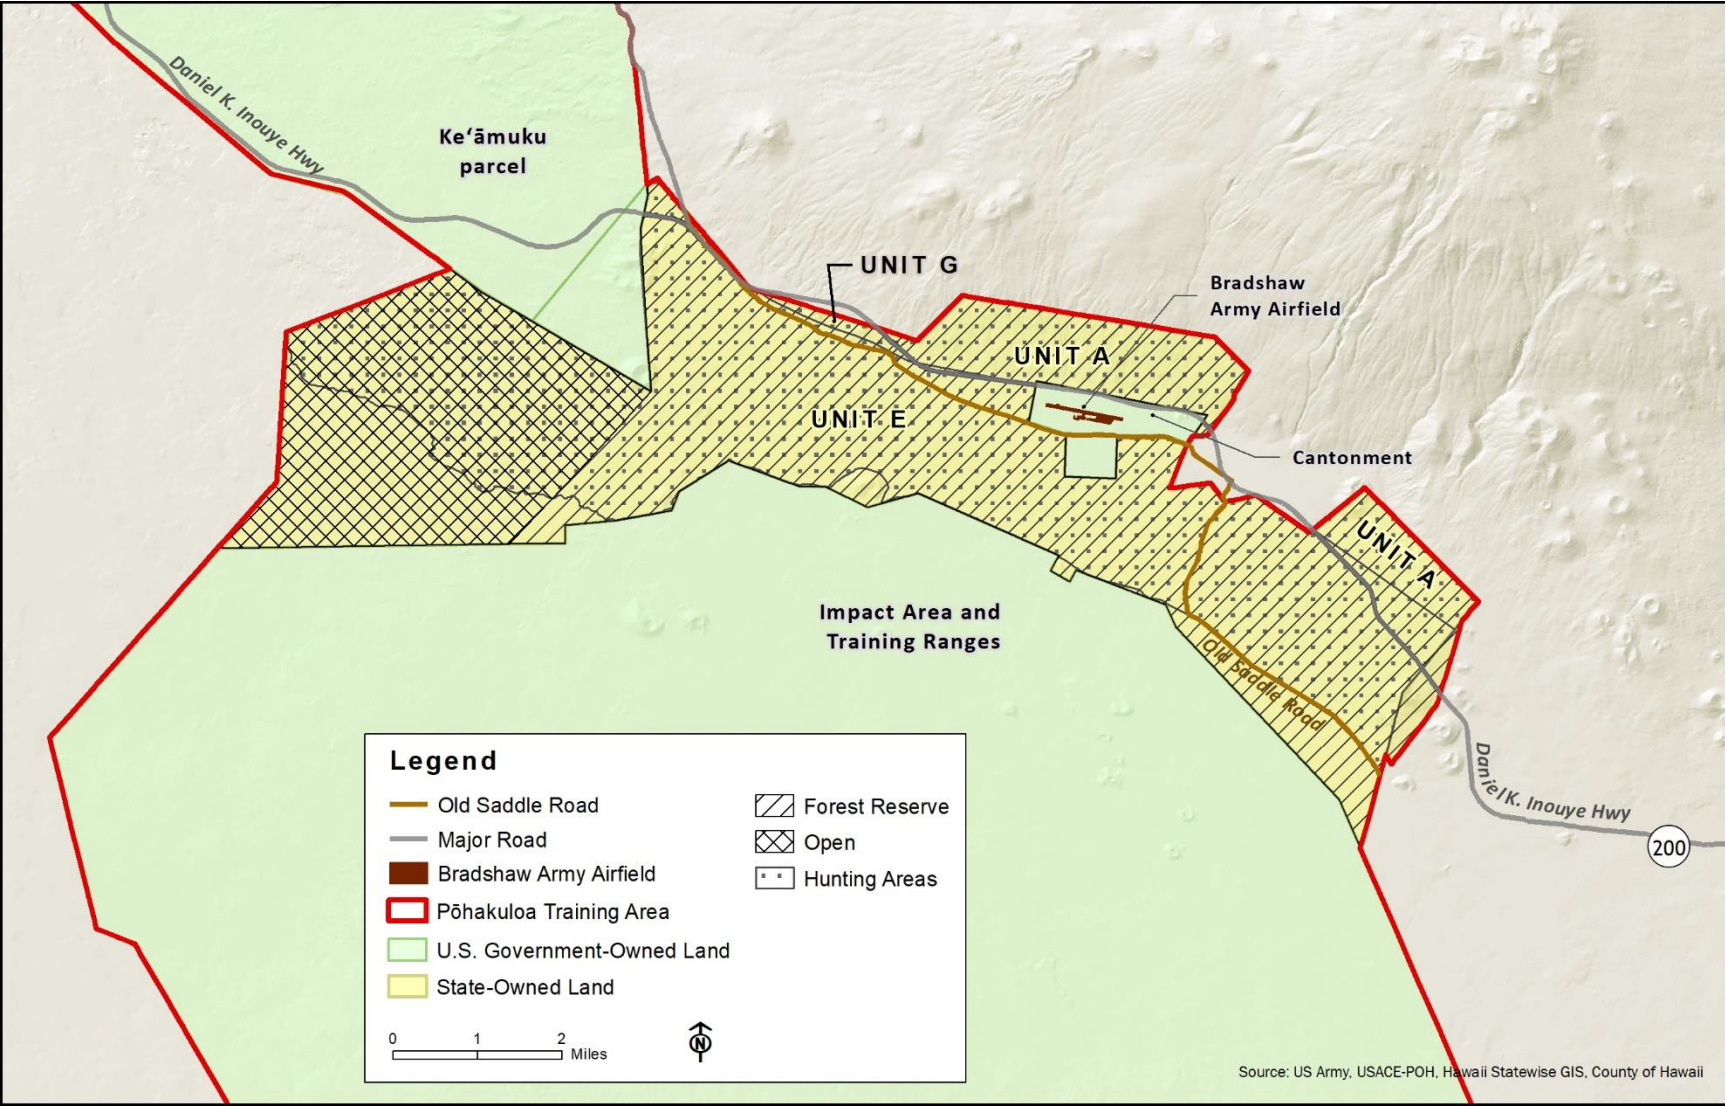 Daniel K. Inouye Hwy
Keʻāmuku
parcel
UNIT G
Bradshaw
Army Airfield
UNIT A
UNIT E
Cantonment
UNIT A
Impact Area and
Training Ranges
Old Saddle Road
Daniel K. Inouye Hwy
200
Legend
Old Saddle Road
Major Road
Bradshaw Army Airfield
Pōhakuloa Training Area
U.S. Government-Owned Land
State-Owned Land
Forest Reserve
Open
Hunting Areas
0 1 2
Miles
N
Source: US Army, USACE-POH, Hawaii Statewise GIS, County of Hawaii